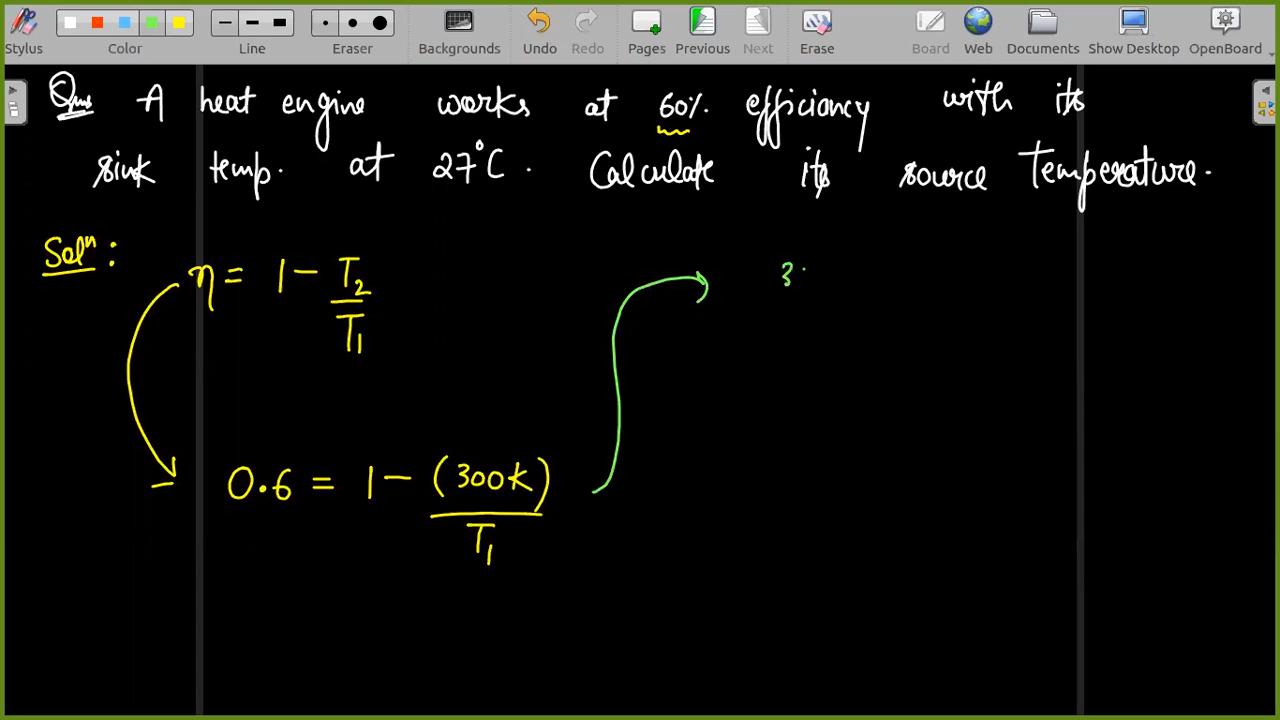 Stylus Color Line Eraser Backgrounds Undo Redo Pages Previous Next Erase Board Web Documents Show Desktop OpenBoard
Ques A heat engine works at 60% efficiency with its
sink temp. at 27°C. Calculate its source Temperature.
Solⁿ:
η = 1 - T₂/T₁
0.6 = 1 - (300K)/T₁
3.